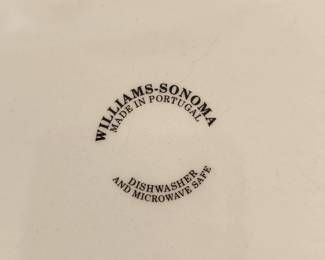 WILLIAMS-SONOMA
MADE IN PORTUGAL
DISHWASHER
AND MICROWAVE SAFE